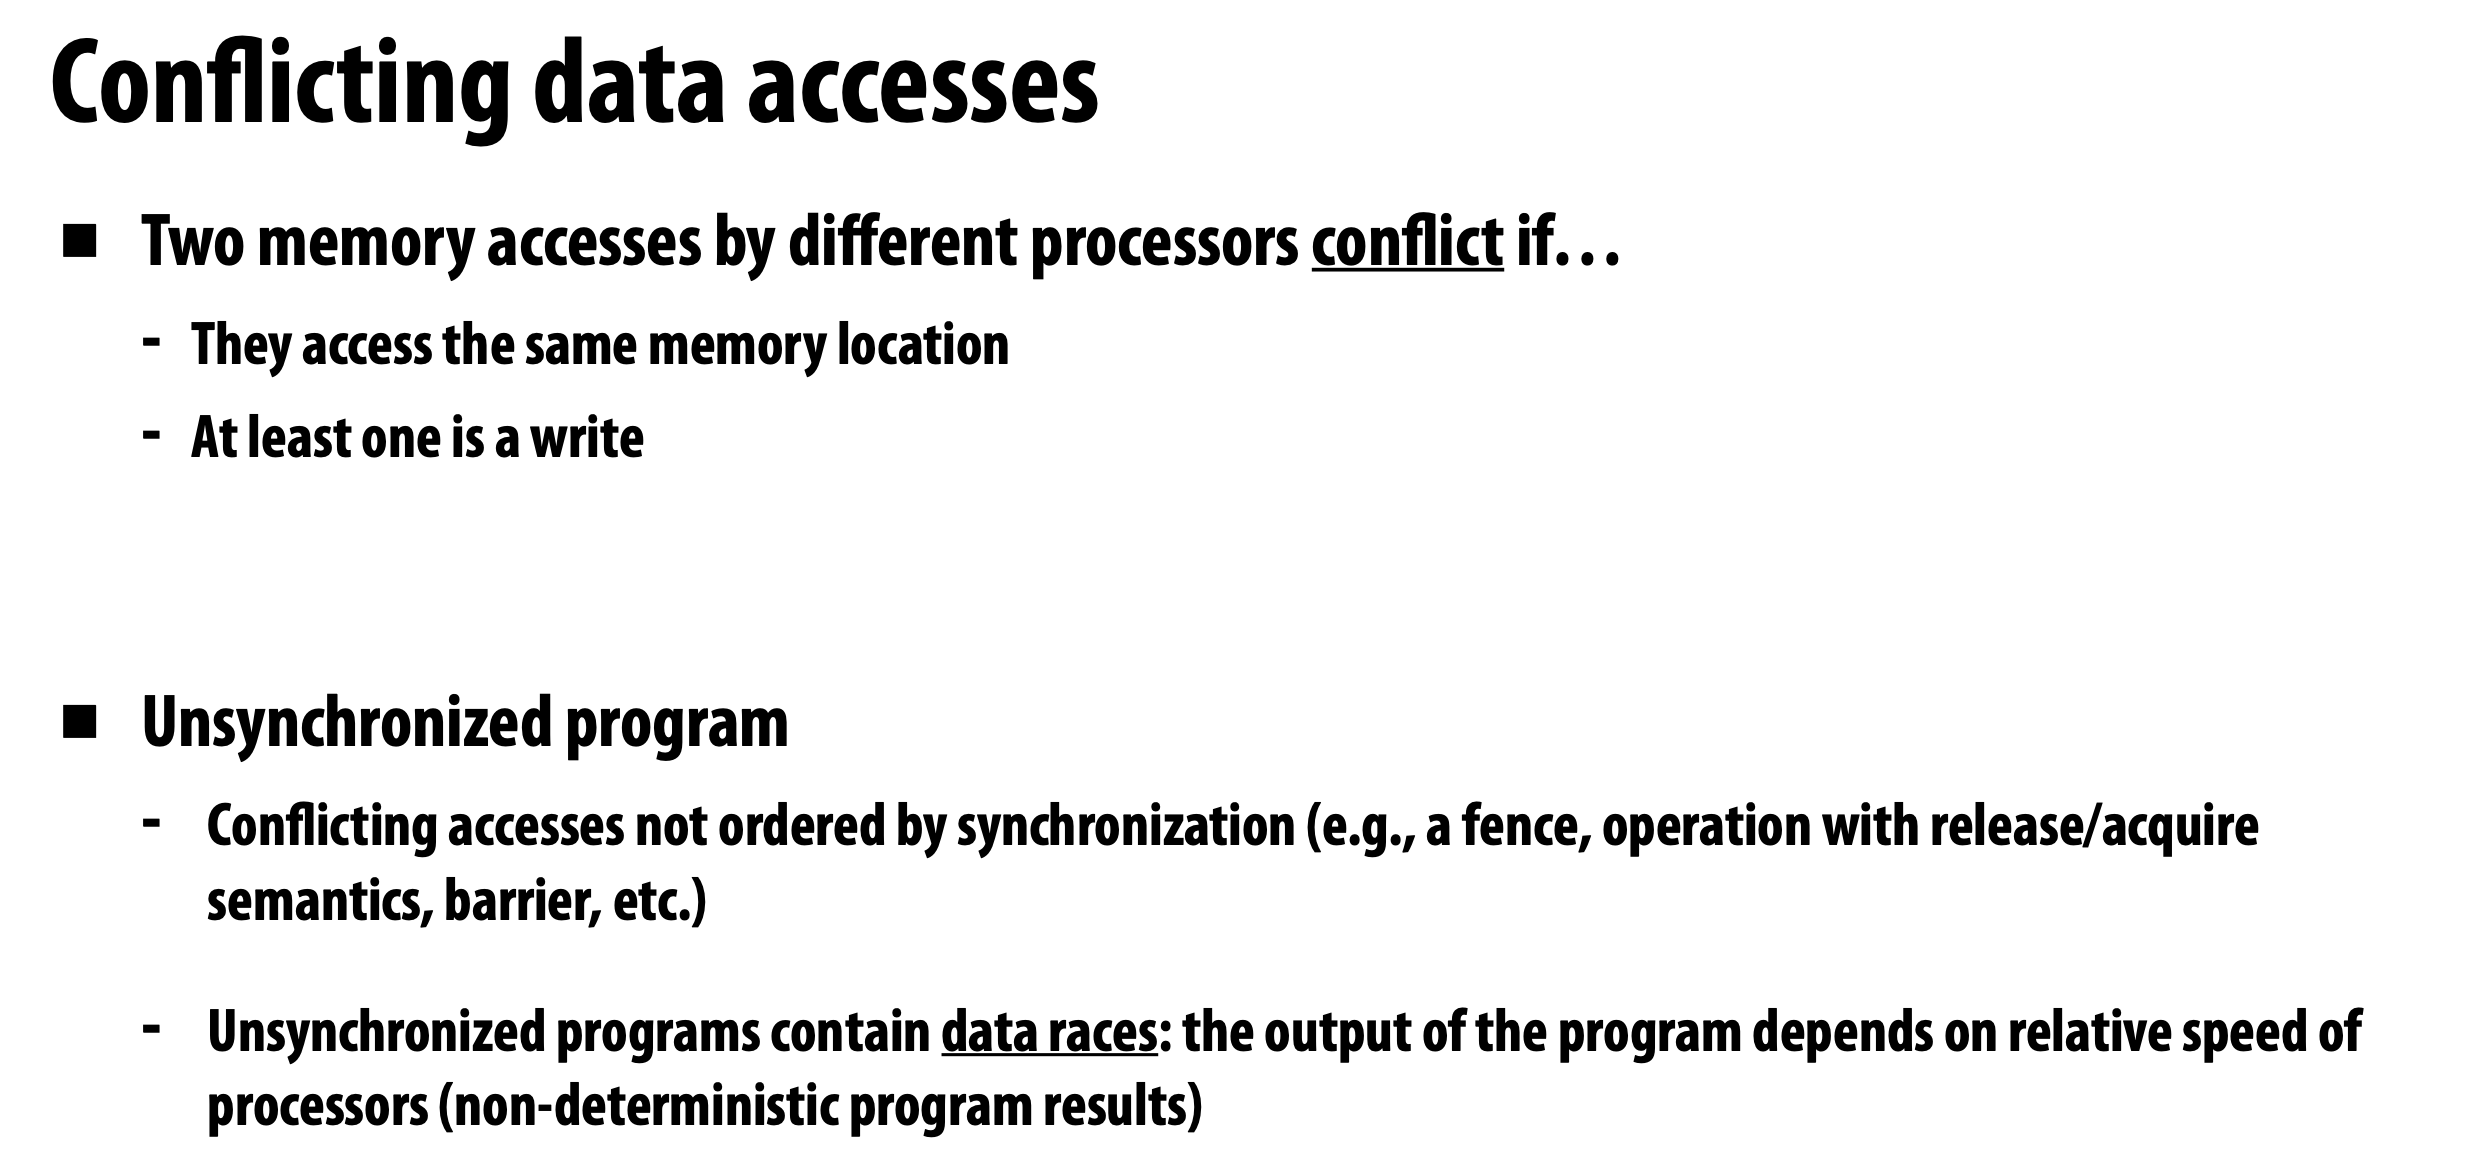 Conflicting data accesses
■ Two memory accesses by different processors conflict if…
- They access the same memory location
- At least one is a write
■ Unsynchronized program
- Conflicting accesses not ordered by synchronization (e.g., a fence, operation with release/acquire
semantics, barrier, etc.)
- Unsynchronized programs contain data races: the output of the program depends on relative speed of
processors (non-deterministic program results)